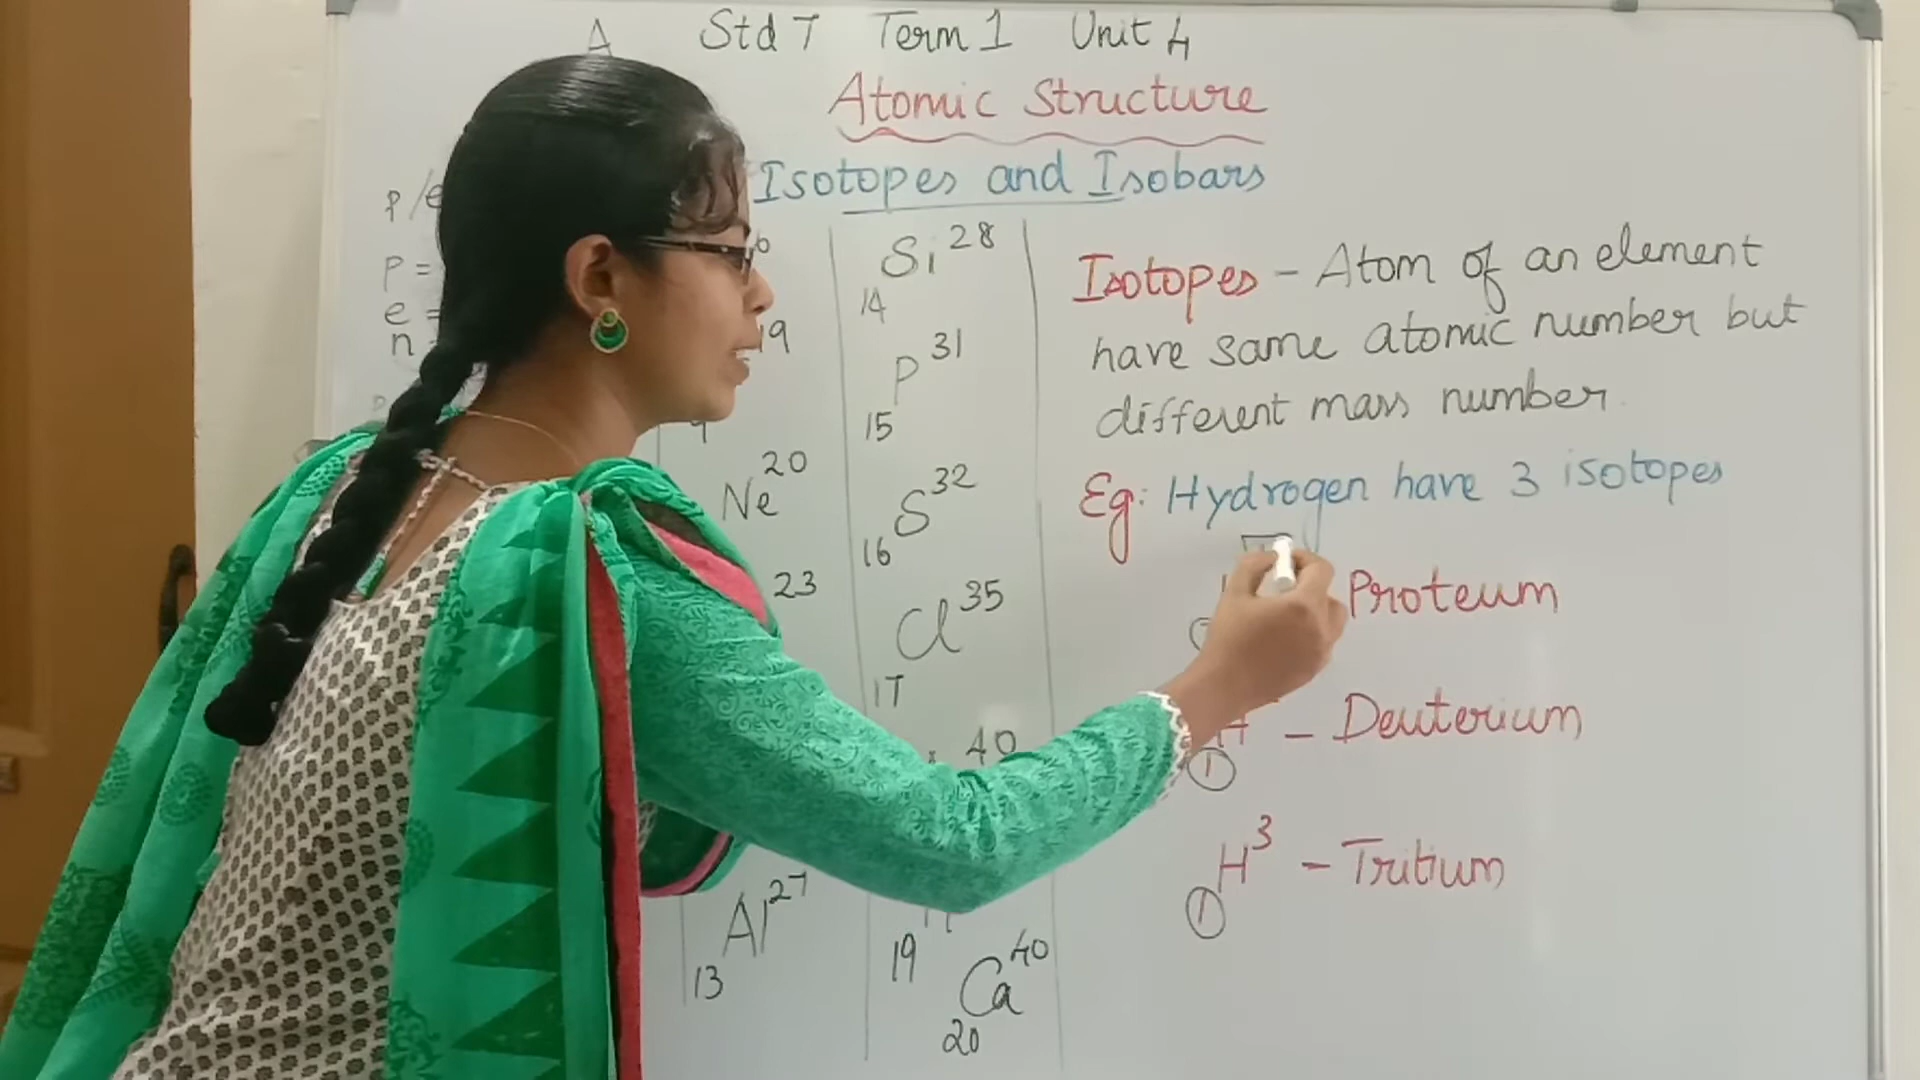 A Std 7 Term 1 Unit 4
Atomic Structure
Isotopes and Isobars
p/e
p =
e =
n
19
Ne 20
23
Al 27
13
Si 28
14
P 31
15
S 32
16
Cl 35
17
40
19
Ca 40
20
Isotopes - Atom of an element
have same atomic number but
different mass number
Eg: Hydrogen have 3 isotopes
Proteum
1 H - Deuterium
1 H 3 - Tritium